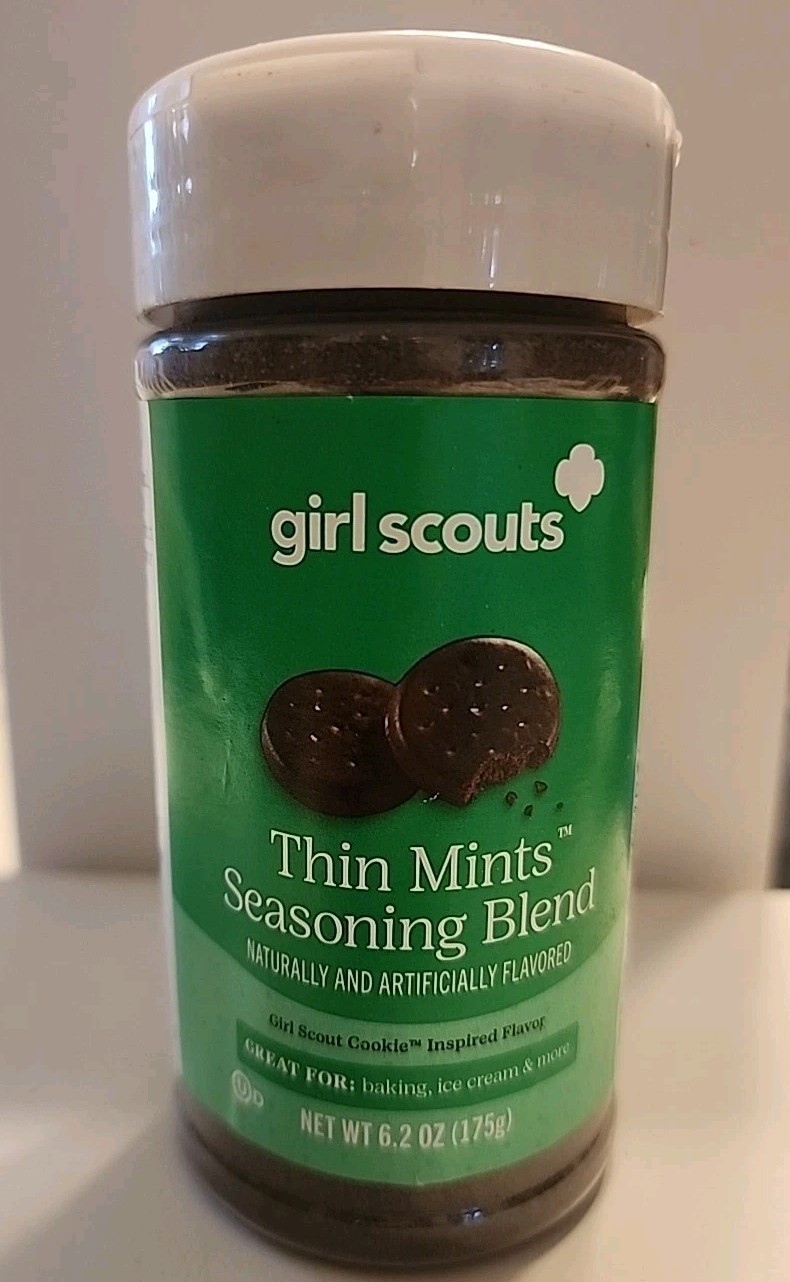 girl scouts
Thin Mints™
Seasoning Blend
NATURALLY AND ARTIFICIALLY FLAVORED
Girl Scout Cookie™ Inspired Flavor
GREAT FOR: baking, ice cream & more
Ⓤ D
NET WT 6.2 OZ (175g)